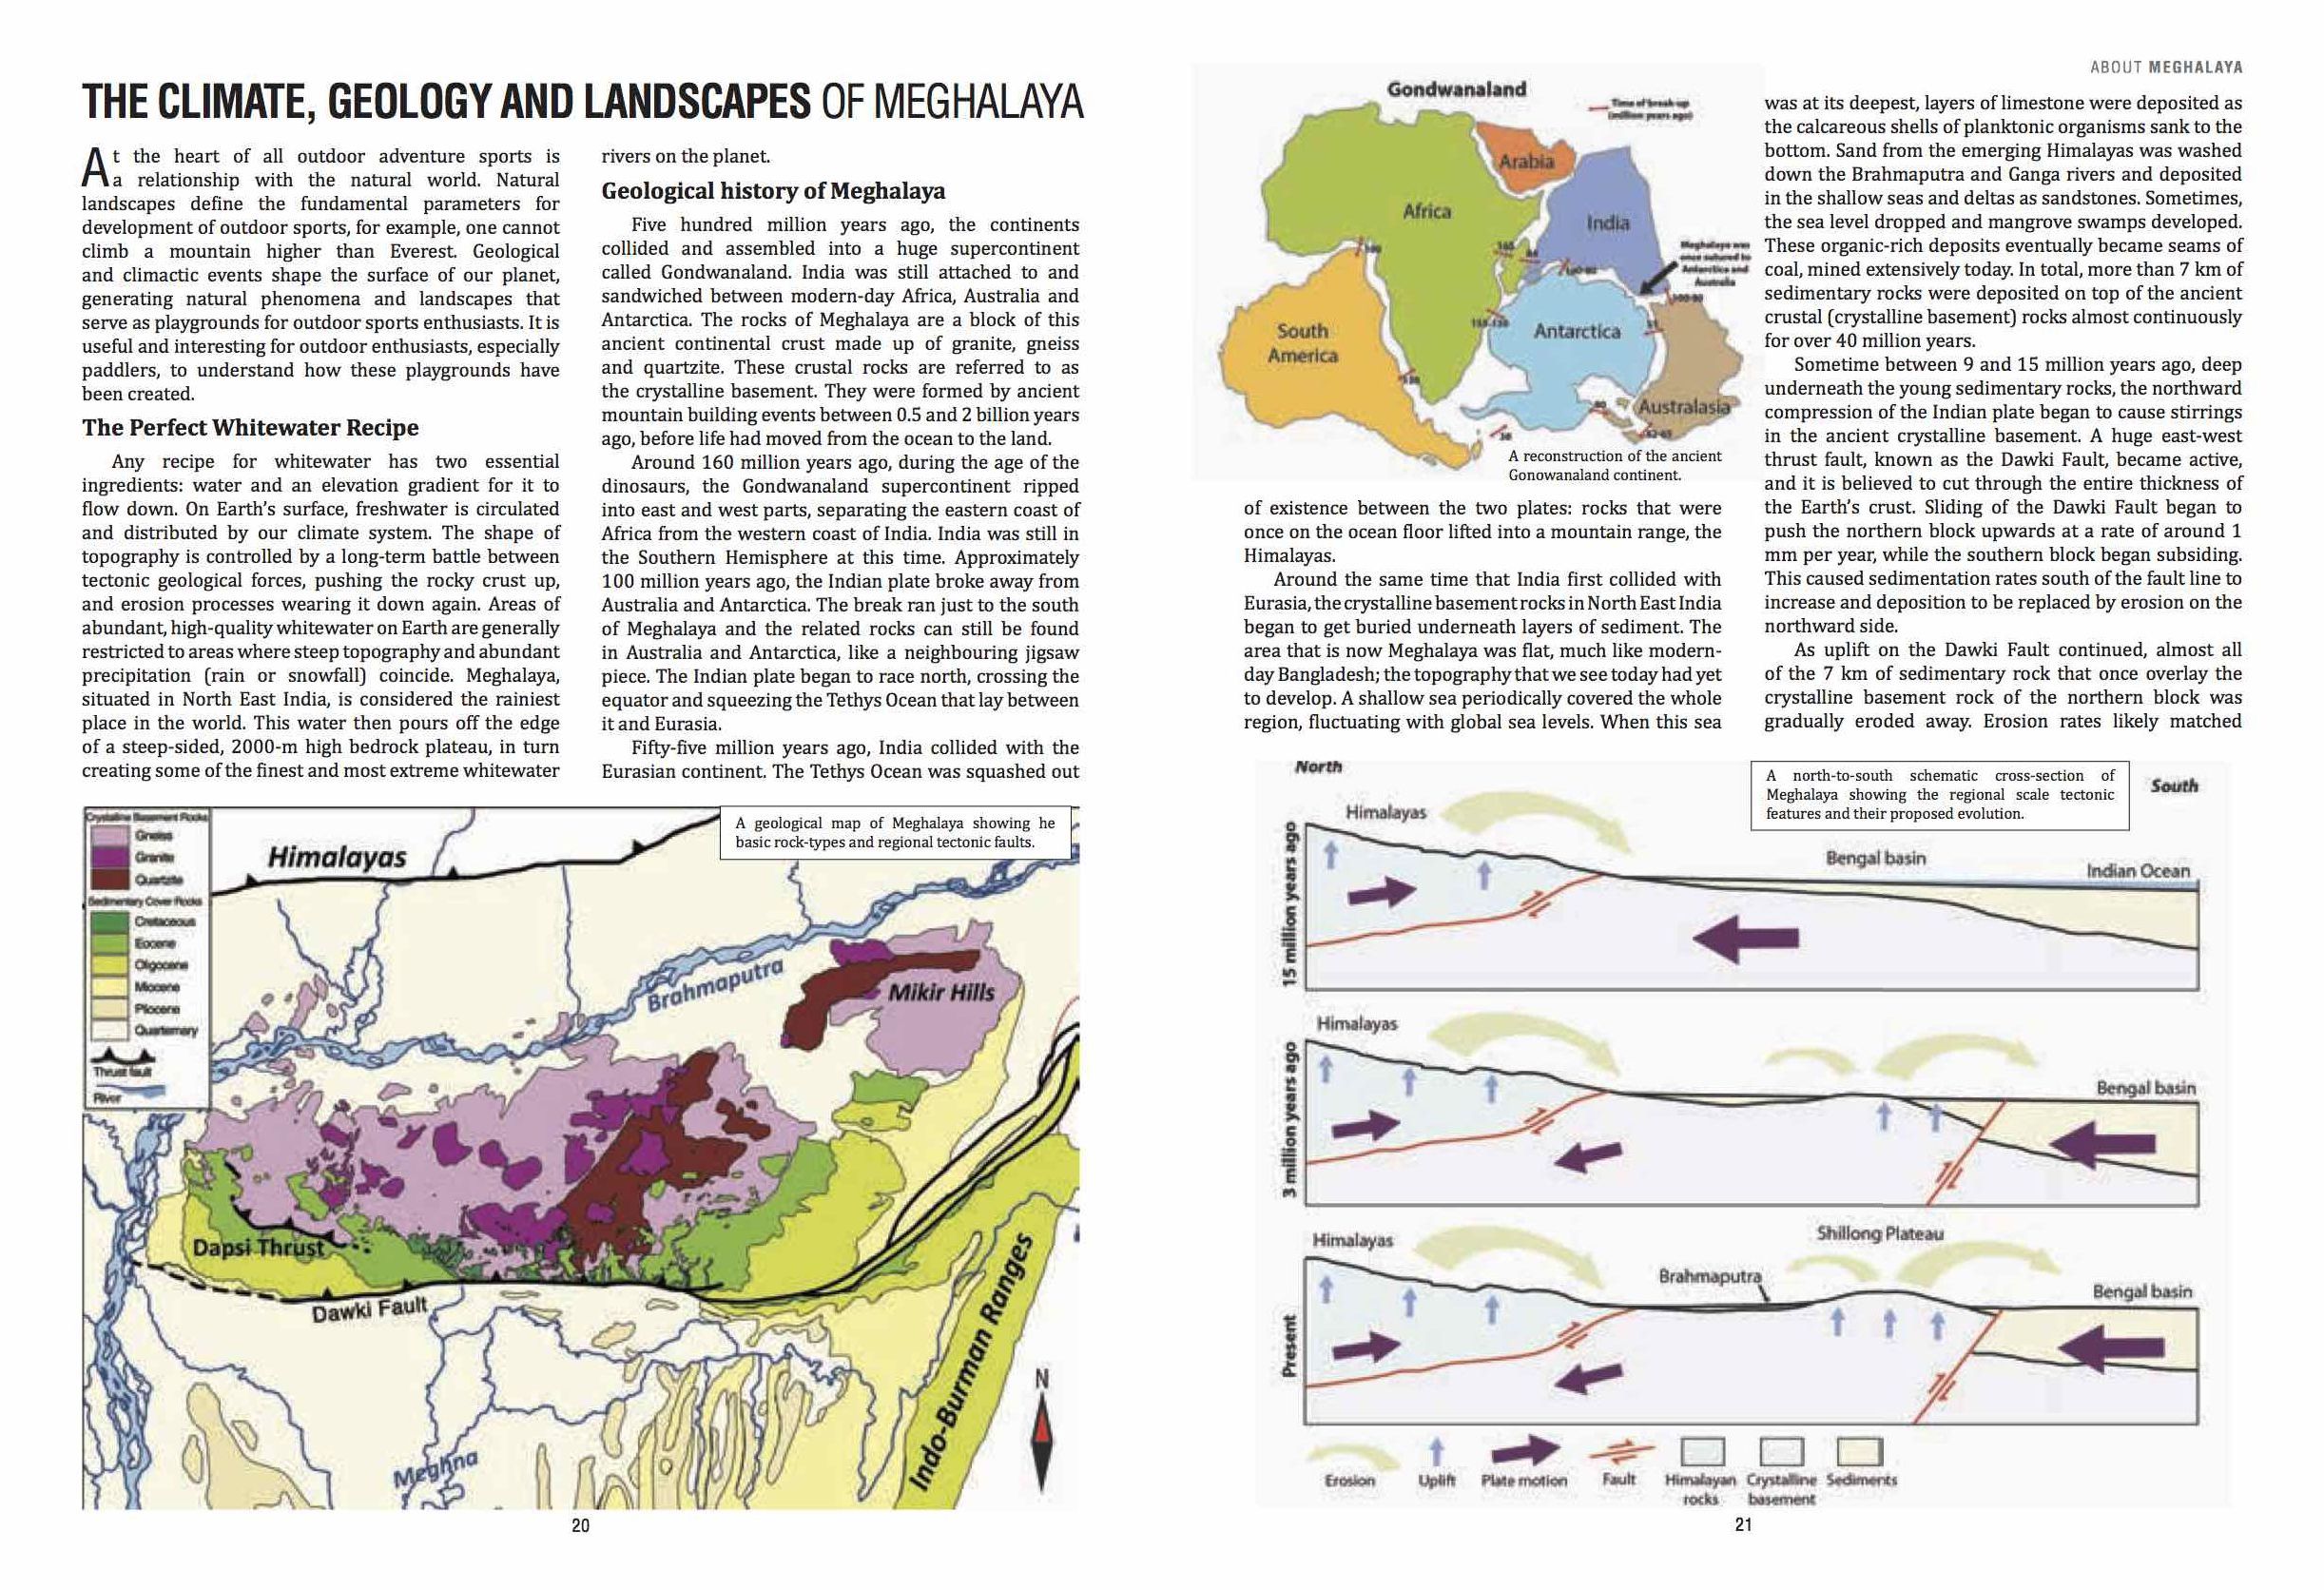 THE CLIMATE, GEOLOGY AND LANDSCAPES OF MEGHALAYA
At the heart of all outdoor adventure sports is
a relationship with the natural world. Natural
landscapes define the fundamental parameters for
development of outdoor sports, for example, one cannot
climb a mountain higher than Everest. Geological
and climactic events shape the surface of our planet,
generating natural phenomena and landscapes that
serve as playgrounds for outdoor sports enthusiasts. It is
useful and interesting for outdoor enthusiasts, especially
paddlers, to understand how these playgrounds have
been created.
The Perfect Whitewater Recipe
Any recipe for whitewater has two essential
ingredients: water and an elevation gradient for it to
flow down. On Earth's surface, freshwater is circulated
and distributed by our climate system. The shape of
topography is controlled by a long-term battle between
tectonic geological forces, pushing the rocky crust up,
and erosion processes wearing it down again. Areas of
abundant, high-quality whitewater on Earth are generally
restricted to areas where steep topography and abundant
precipitation (rain or snowfall) coincide. Meghalaya,
situated in North East India, is considered the rainiest
place in the world. This water then pours off the edge
of a steep-sided, 2000-m high bedrock plateau, in turn
creating some of the finest and most extreme whitewater
rivers on the planet.
Geological history of Meghalaya
Five hundred million years ago, the continents
collided and assembled into a huge supercontinent
called Gondwanaland. India was still attached to and
sandwiched between modern-day Africa, Australia and
Antarctica. The rocks of Meghalaya are a block of this
ancient continental crust made up of granite, gneiss
and quartzite. These crustal rocks are referred to as
the crystalline basement. They were formed by ancient
mountain building events between 0.5 and 2 billion years
ago, before life had moved from the ocean to the land.
Around 160 million years ago, during the age of the
dinosaurs, the Gondwanaland supercontinent ripped
into east and west parts, separating the eastern coast of
Africa from the western coast of India. India was still in
the Southern Hemisphere at this time. Approximately
100 million years ago, the Indian plate broke away from
Australia and Antarctica. The break ran just to the south
of Meghalaya and the related rocks can still be found
in Australia and Antarctica, like a neighbouring jigsaw
piece. The Indian plate began to race north, crossing the
equator and squeezing the Tethys Ocean that lay between
it and Eurasia.
Fifty-five million years ago, India collided with the
Eurasian continent. The Tethys Ocean was squashed out
Crystalline Basement Rocks
Gneiss
Granite
Quartzite
Sedimentary Cover Rocks
Cretaceous
Eocene
Oligocene
Miocene
Pliocene
Quaternary
Thrust fault
River
A geological map of Meghalaya showing he
basic rock-types and regional tectonic faults.
Himalayas
Brahmaputra
Mikir Hills
Dapsi Thrust
Dawki Fault
Indo-Burman Ranges
Meghna
N
20
ABOUT MEGHALAYA
Gondwanaland
Time of break-up
(million years ago)
Arabia
Africa
India
Meghalaya was
once sutured to
Antarctica and
Australia
South
America
Antarctica
Australasia
A reconstruction of the ancient
Gonowanaland continent.
of existence between the two plates: rocks that were
once on the ocean floor lifted into a mountain range, the
Himalayas.
Around the same time that India first collided with
Eurasia, the crystalline basement rocks in North East India
began to get buried underneath layers of sediment. The
area that is now Meghalaya was flat, much like modern-
day Bangladesh; the topography that we see today had yet
to develop. A shallow sea periodically covered the whole
region, fluctuating with global sea levels. When this sea
was at its deepest, layers of limestone were deposited as
the calcareous shells of planktonic organisms sank to the
bottom. Sand from the emerging Himalayas was washed
down the Brahmaputra and Ganga rivers and deposited
in the shallow seas and deltas as sandstones. Sometimes,
the sea level dropped and mangrove swamps developed.
These organic-rich deposits eventually became seams of
coal, mined extensively today. In total, more than 7 km of
sedimentary rocks were deposited on top of the ancient
crustal (crystalline basement) rocks almost continuously
for over 40 million years.
Sometime between 9 and 15 million years ago, deep
underneath the young sedimentary rocks, the northward
compression of the Indian plate began to cause stirrings
in the ancient crystalline basement. A huge east-west
thrust fault, known as the Dawki Fault, became active,
and it is believed to cut through the entire thickness of
the Earth's crust. Sliding of the Dawki Fault began to
push the northern block upwards at a rate of around 1
mm per year, while the southern block began subsiding.
This caused sedimentation rates south of the fault line to
increase and deposition to be replaced by erosion on the
northward side.
As uplift on the Dawki Fault continued, almost all
of the 7 km of sedimentary rock that once overlay the
crystalline basement rock of the northern block was
gradually eroded away. Erosion rates likely matched
North
A north-to-south schematic cross-section of
Meghalaya showing the regional scale tectonic
features and their proposed evolution.
South
15 million years ago
Himalayas
Bengal basin
Indian Ocean
3 million years ago
Himalayas
Bengal basin
Present
Himalayas
Shillong Plateau
Brahmaputra
Bengal basin
Erosion
Uplift
Plate motion
Fault
Himalayan
rocks
Crystalline
basement
Sediments
21